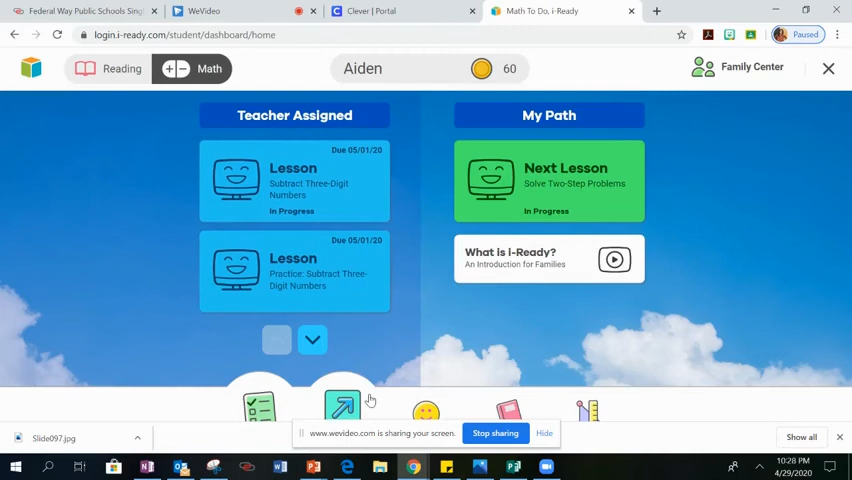 Federal Way Public Schools Singl
WeVideo
Clever | Portal
Math To Do, i-Ready
login.i-ready.com/student/dashboard/home
Paused
Reading
Math
Aiden
60
Family Center
Teacher Assigned
Due 05/01/20
Lesson
Subtract Three-Digit
Numbers
In Progress
Due 05/01/20
Lesson
Practice: Subtract Three-
Digit Numbers
My Path
Next Lesson
Solve Two-Step Problems
In Progress
What is i-Ready?
An Introduction for Families
www.wevideo.com is sharing your screen.
Stop sharing
Hide
Slide097.jpg
Show all
10:28 PM
4/29/2020